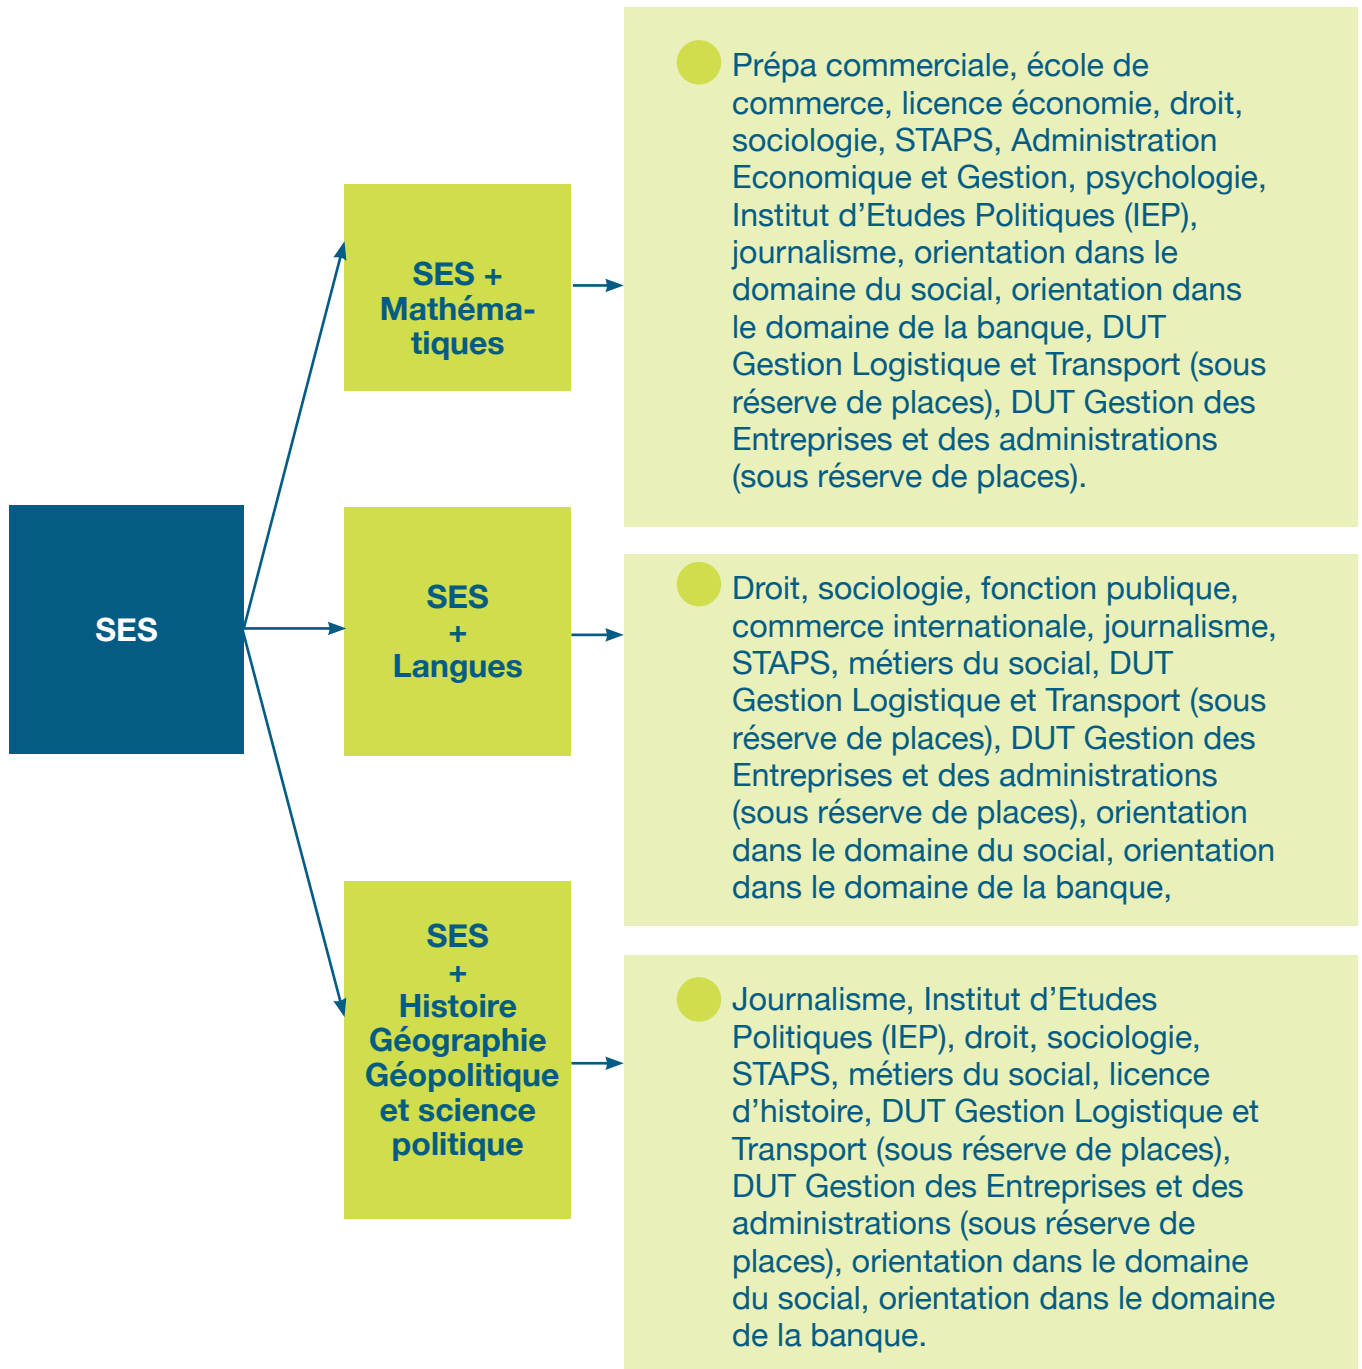 SES
SES +
Mathéma-
tiques
Prépa commerciale, école de
commerce, licence économie, droit,
sociologie, STAPS, Administration
Economique et Gestion, psychologie,
Institut d’Etudes Politiques (IEP),
journalisme, orientation dans le
domaine du social, orientation dans
le domaine de la banque, DUT
Gestion Logistique et Transport (sous
réserve de places), DUT Gestion des
Entreprises et des administrations
(sous réserve de places).
SES
+
Langues
Droit, sociologie, fonction publique,
commerce internationale, journalisme,
STAPS, métiers du social, DUT
Gestion Logistique et Transport (sous
réserve de places), DUT Gestion des
Entreprises et des administrations
(sous réserve de places), orientation
dans le domaine du social, orientation
dans le domaine de la banque,
SES
+
Histoire
Géographie
Géopolitique
et science
politique
Journalisme, Institut d’Etudes
Politiques (IEP), droit, sociologie,
STAPS, métiers du social, licence
d’histoire, DUT Gestion Logistique et
Transport (sous réserve de places),
DUT Gestion des Entreprises et des
administrations (sous réserve de
places), orientation dans le domaine
du social, orientation dans le domaine
de la banque.